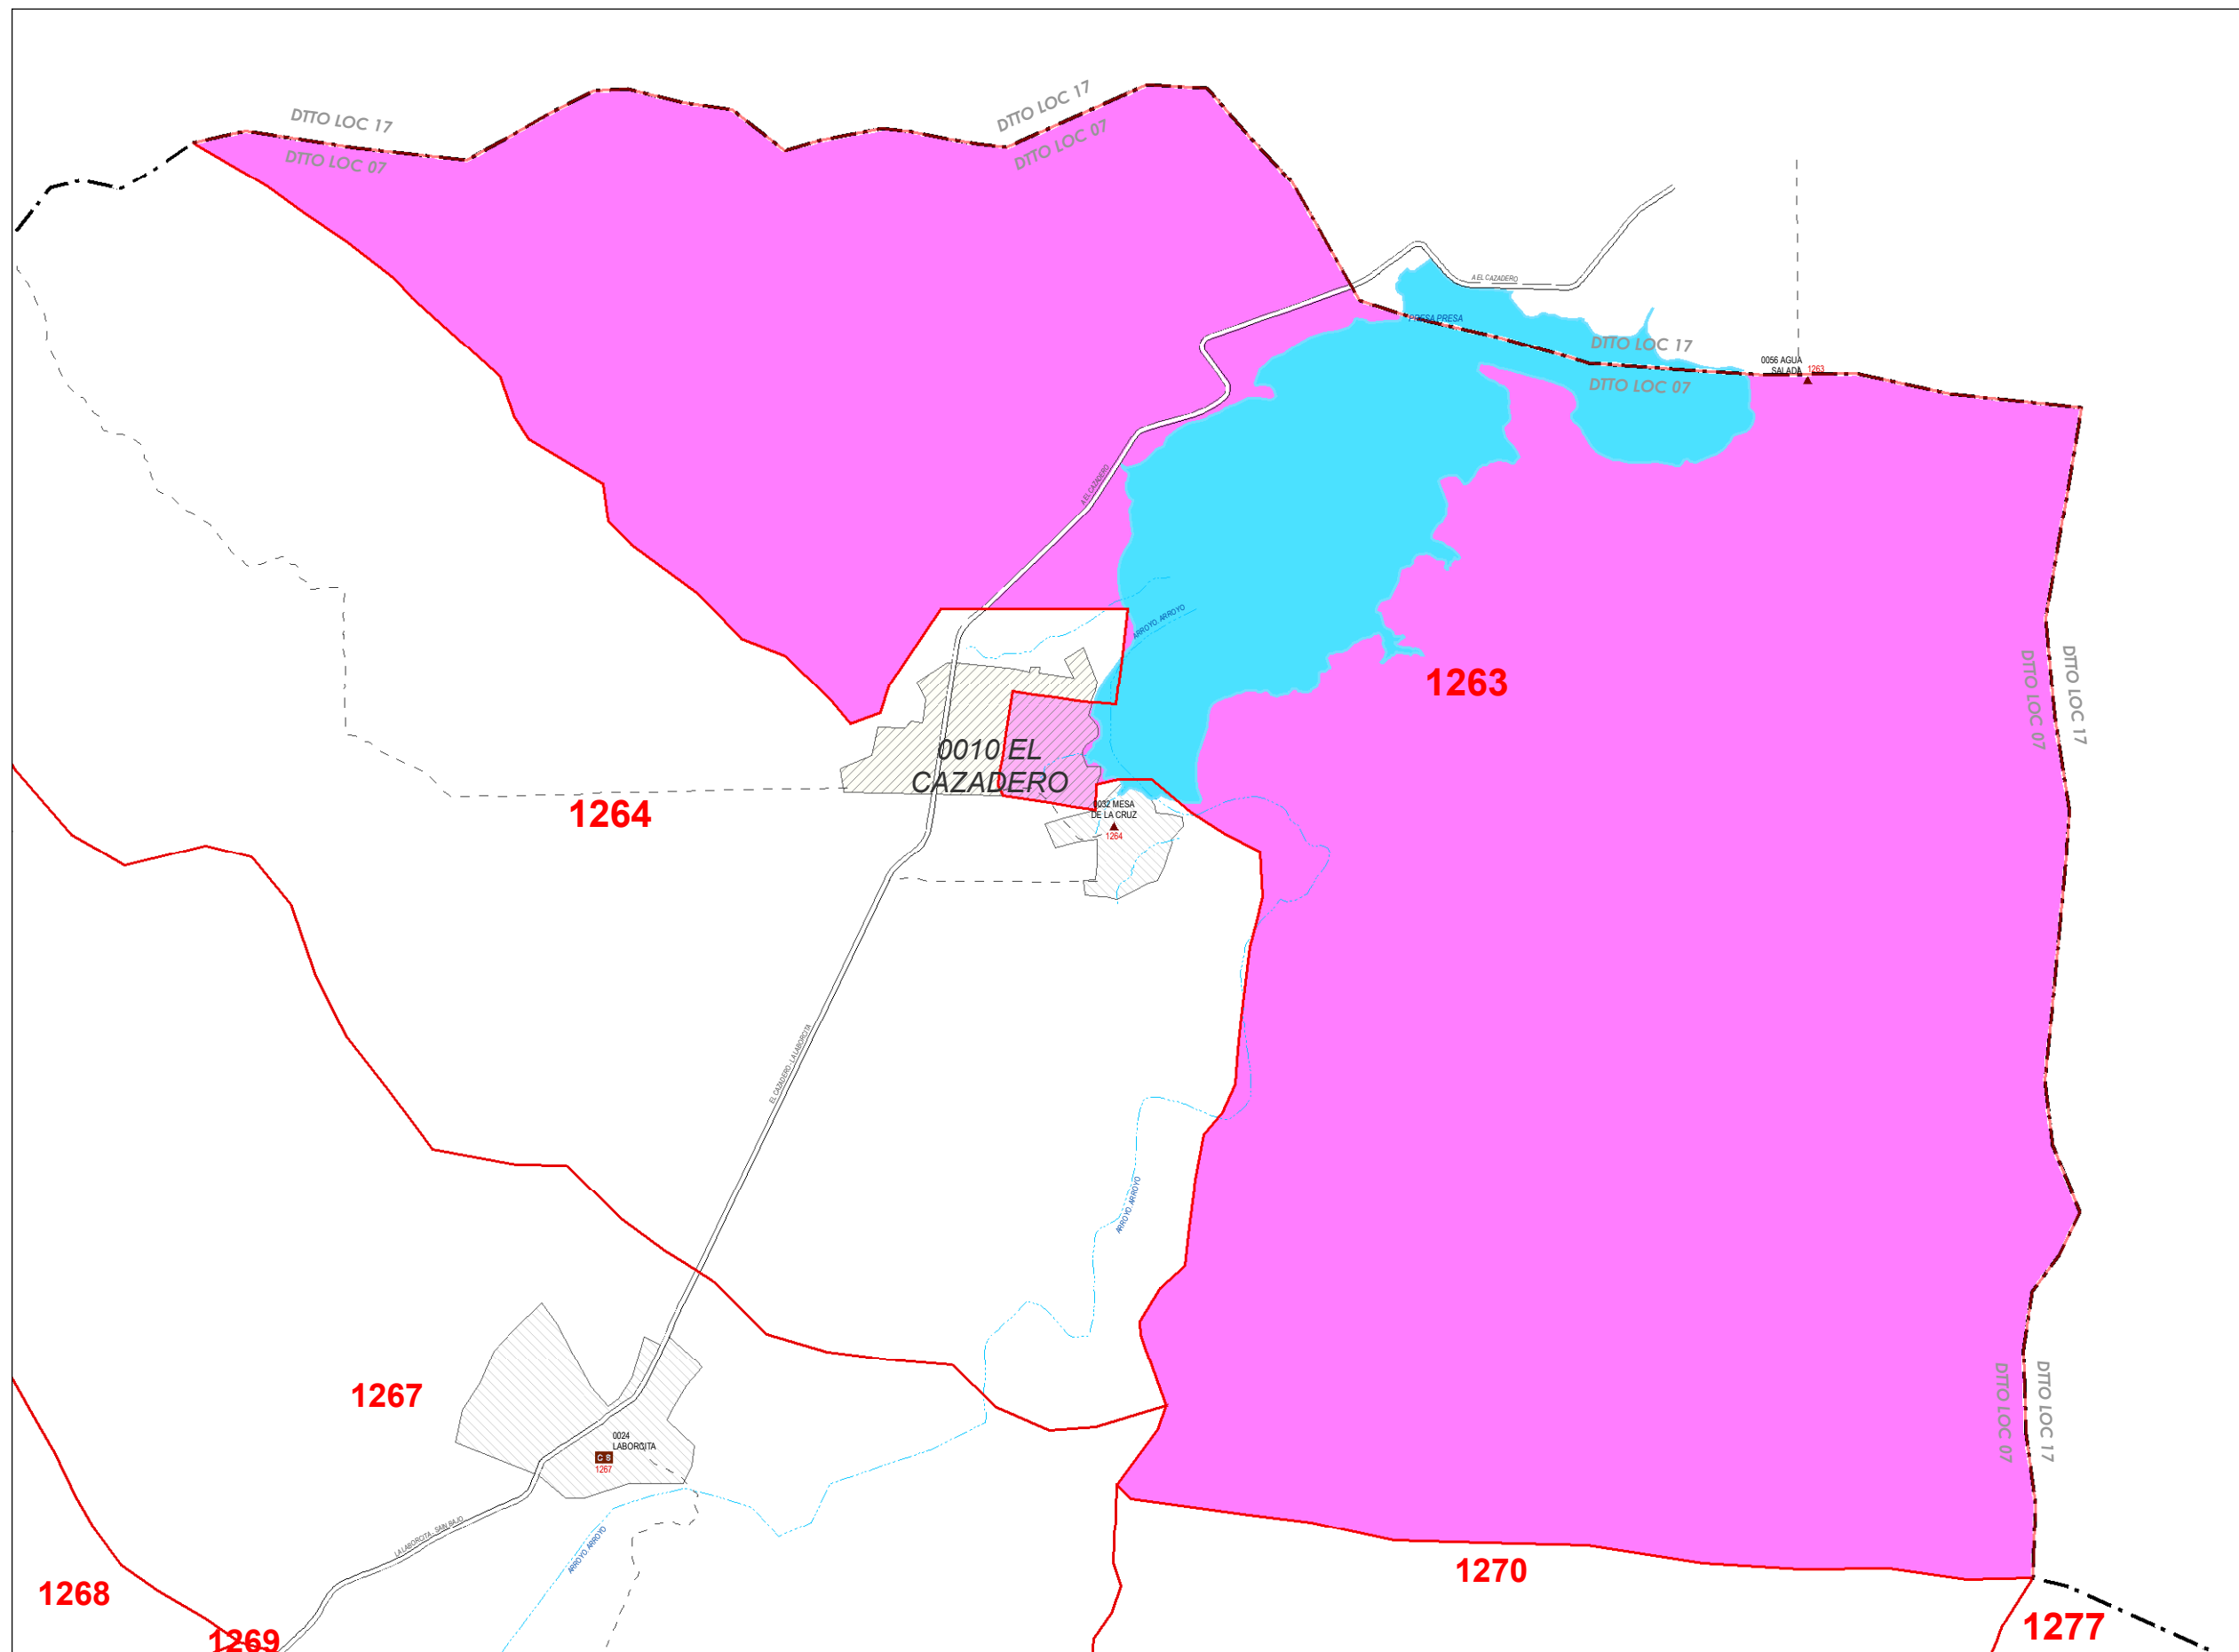 DTTO LOC 17
DTTO LOC 07
DTTO LOC 17
DTTO LOC 07
A EL CAZADERO
PRESA PRESA
DTTO LOC 17
DTTO LOC 07
0056 AGUA
SALADA
1263
A EL CAZADERO
ARROYO ARROYO
1263
DTTO LOC 07
DTTO LOC 17
0010 EL
CAZADERO
1264
0032 MESA
DE LA CRUZ
1264
EL CAZADERO - LA LABORCITA
ARROYO ARROYO
1267
0024
LABORCITA
C S
1267
DTTO LOC 07
DTTO LOC 17
LA LABORCITA - SAIN BAJO
ARROYO ARROYO
1268
1269
1270
1277